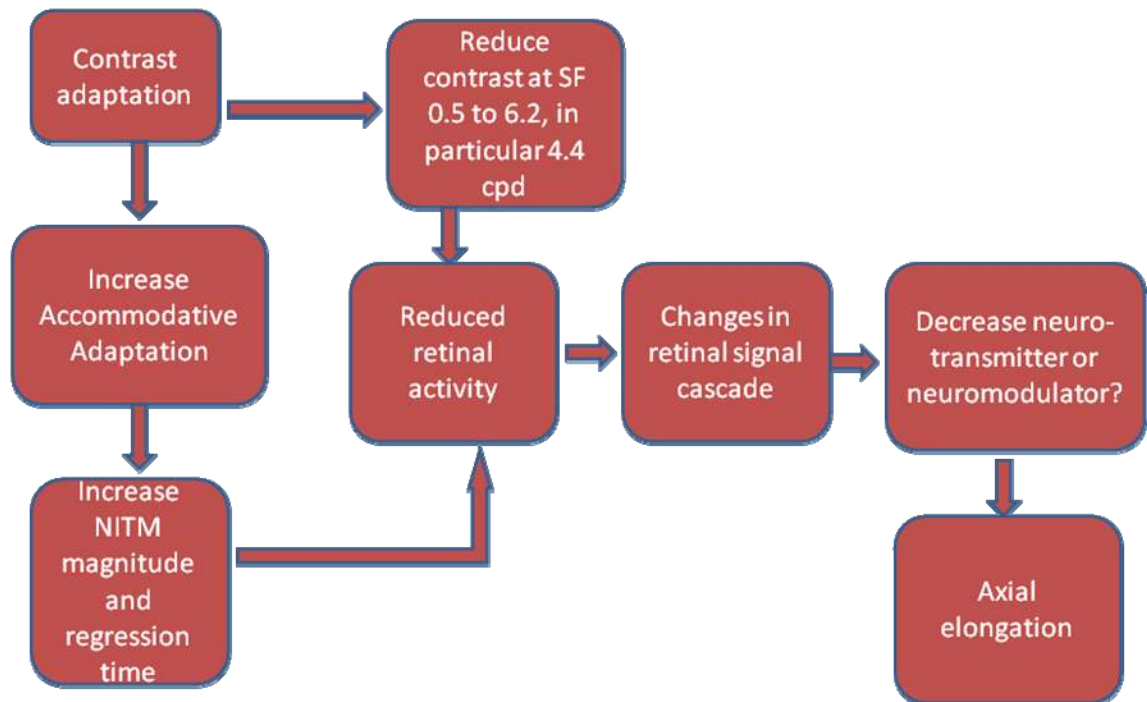 Contrast
adaptation
Reduce
contrast at SF
0.5 to 6.2, in
particular 4.4
cpd
Increase
Accommodative
Adaptation
Reduced
retinal
activity
Changes in
retinal signal
cascade
Decrease neuro-
transmitter or
neuromodulator?
Increase
NITM
magnitude
and
regression
time
Axial
elongation